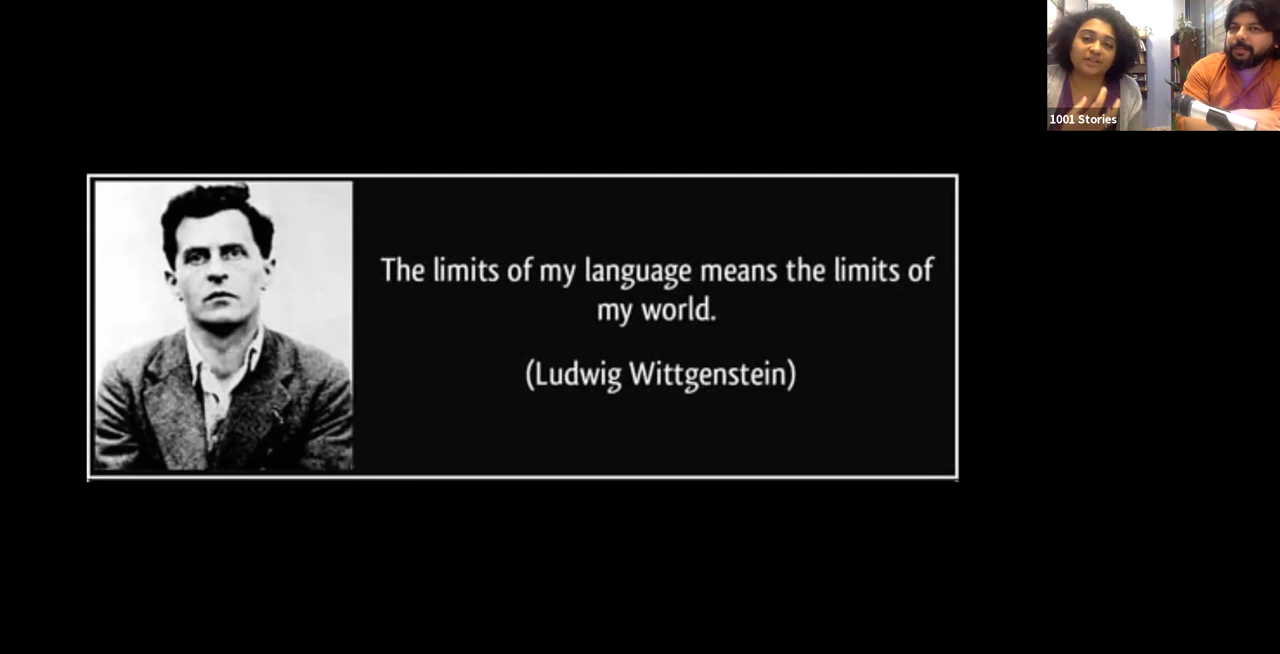 1001 Stories
The limits of my language means the limits of
my world.
(Ludwig Wittgenstein)